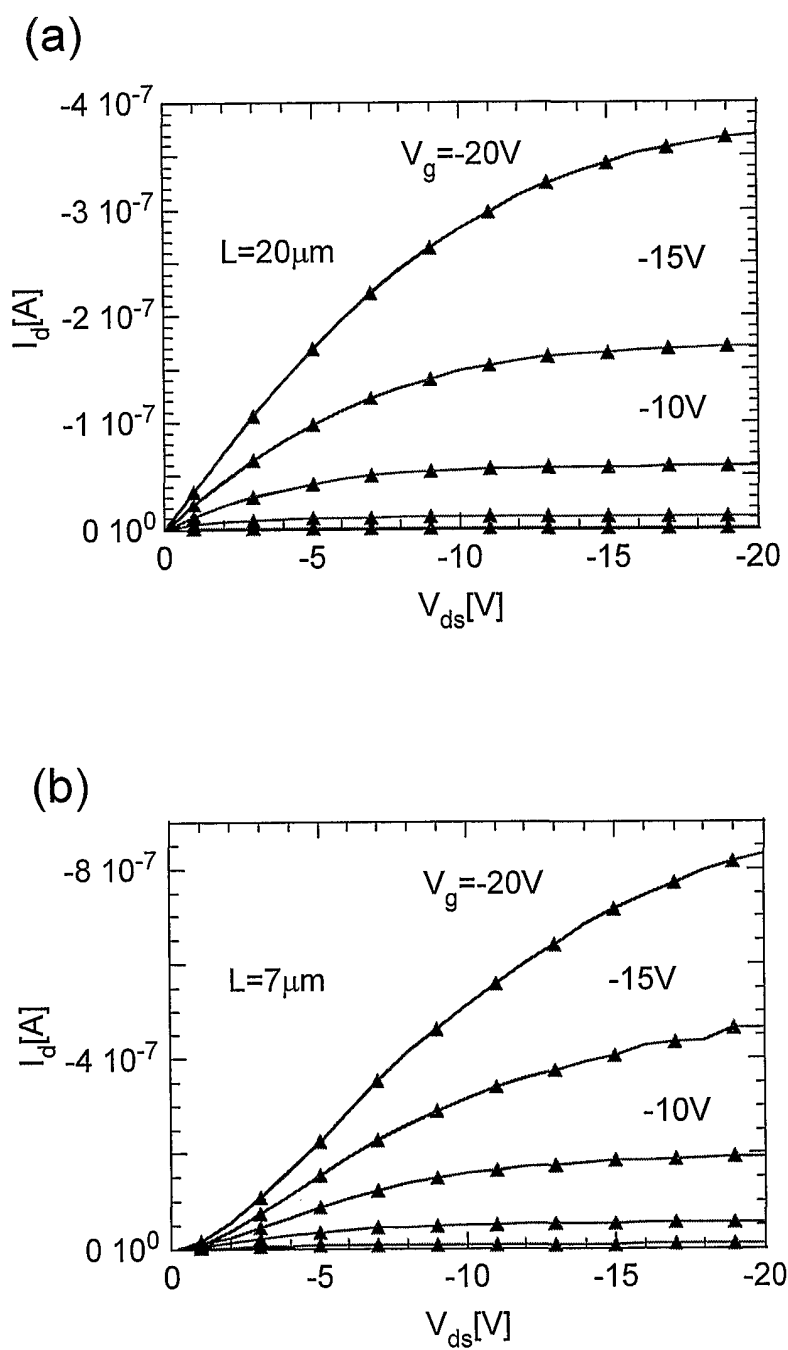 (a)
-4 10-7
Vg=-20V
-3 10-7
L=20μm
-15V
Id[A]
-2 10-7
-10V
-1 10-7
0 100
0 -5 -10 -15 -20
Vds[V]
(b)
-8 10-7
Vg=-20V
L=7μm
-15V
Id[A]
-4 10-7
-10V
0 100
0 -5 -10 -15 -20
Vds[V]